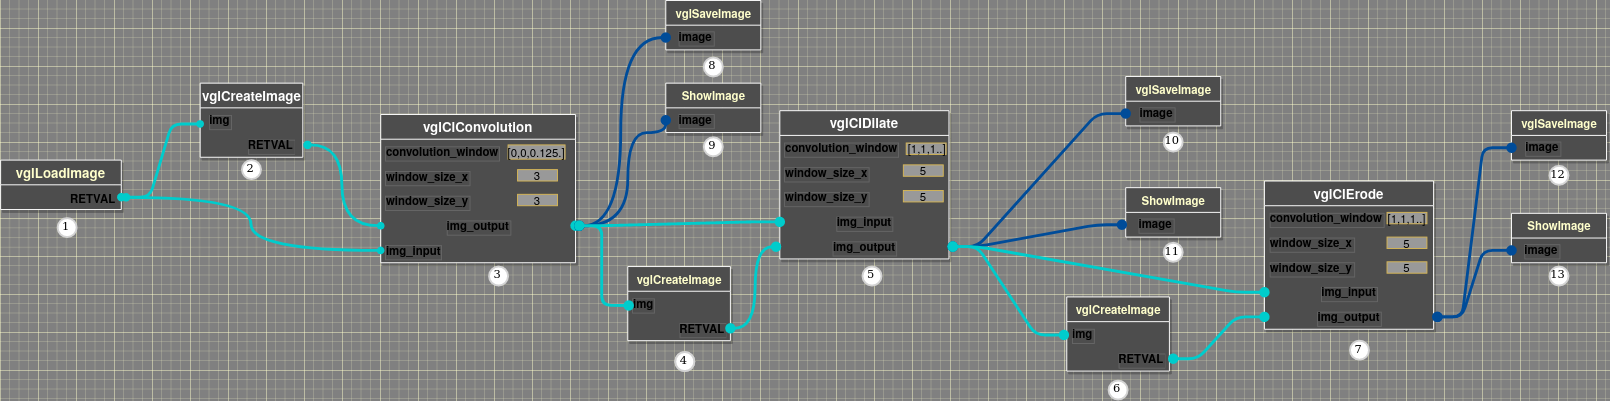 vglLoadImage
RETVAL
1
vglCreateImage
img
RETVAL
2
vglClConvolution
convolution_window [0,0,0.125,]
window_size_x 3
window_size_y 3
img_output
img_input
3
vglCreateImage
img
RETVAL
4
vglSaveImage
image
8
ShowImage
image
9
vglClDilate
convolution_window [1,1,1..]
window_size_x 5
window_size_y 5
img_input
img_output
5
vglCreateImage
img
RETVAL
6
vglSaveImage
image
10
ShowImage
image
11
vglClErode
convolution_window [1,1,1..]
window_size_x 5
window_size_y 5
img_input
img_output
7
vglSaveImage
image
12
ShowImage
image
13